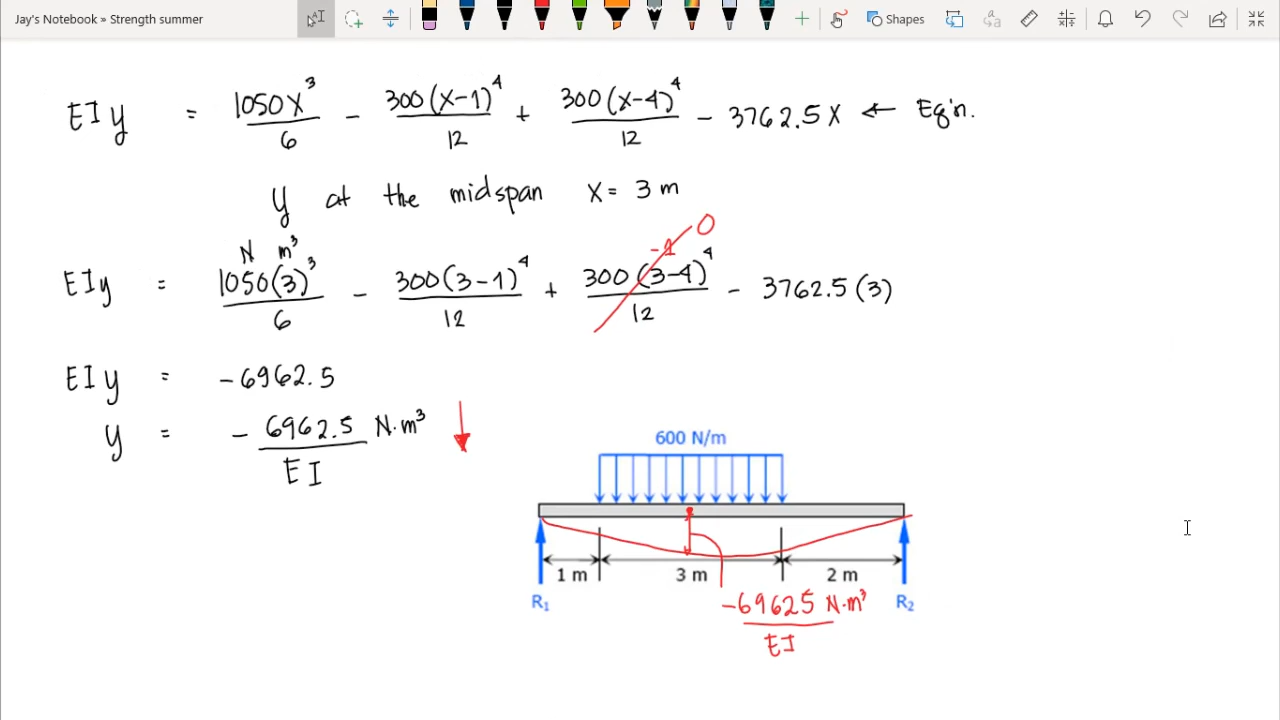 Jay's Notebook » Strength summer
Shapes
EIy = 1050x³/6 - 300(x-1)⁴/12 + 300(x-4)⁴/12 - 3762.5x ← Eq'n.
y at the midspan x = 3 m
N m³ -1 0
EIy = 1050(3)³/6 - 300(3-1)⁴/12 + 300(3-4)⁴/12 - 3762.5(3)
EIy = -6962.5
y = -6962.5/EI N·m³
600 N/m
1 m 3 m 2 m
R₁ R₂
-6962.5 N·m³
EI